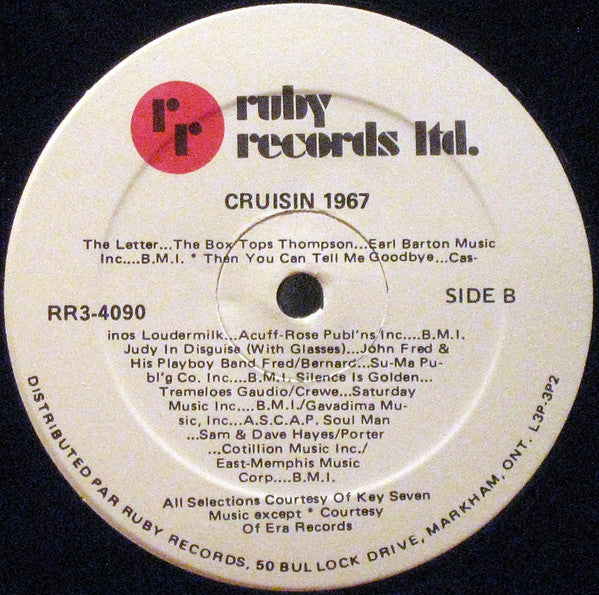 rr
ruby
records ltd.
CRUISIN 1967
The Letter...The Box Tops Thompson...Earl Barton Music
Inc....B.M.I. * Then You Can Tell Me Goodbye...Cas-
RR3-4090
SIDE B
inos Loudermilk...Acuff-Rose Publ'ns/Inc....B.M.I.
Judy In Disguise (With Glasses)...John Fred &
His Playboy Band Fred/Bernard...Su-Ma Pu-
bl'g Co. Inc....B.M.I. Silence Is Golden...
Tremeloes Gaudio/Crewe...Saturday
Music Inc....B.M.I./Gavadima Mu-
sic, Inc...A.S.C.A.P. Soul Man
...Sam & Dave Hayes/Porter
...Cotillion Music Inc./
East-Memphis Music
Corp....B.M.I.
All Selections Courtesy Of Key Seven
Music except * Courtesy
Of Era Records
DISTRIBUTED PAR RUBY RECORDS, 50 BULLOCK DRIVE, MARKHAM, ONT. L3P-3P2